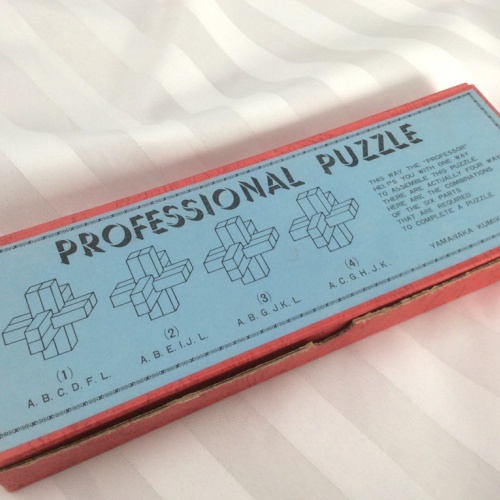 PROFESSIONAL PUZZLE
THIS WAY THE "PROFESSOR"
HELPS YOU WITH ONE WAY
TO ASSEMBLE THIS PUZZLE
THERE ARE ACTUALLY FOUR WAY
HERE ARE THE COMBINATIONS
OF THE SIX PARTS
THAT ARE REQUIRED
TO COMPLETE A PUZZLE
YAMANAKA KUM
(1)
A. B. C. D. F. L.
(2)
A. B. E. I. J. L.
(3)
A. B. G. J. K. L.
(4)
A. C. G. H. J. K.